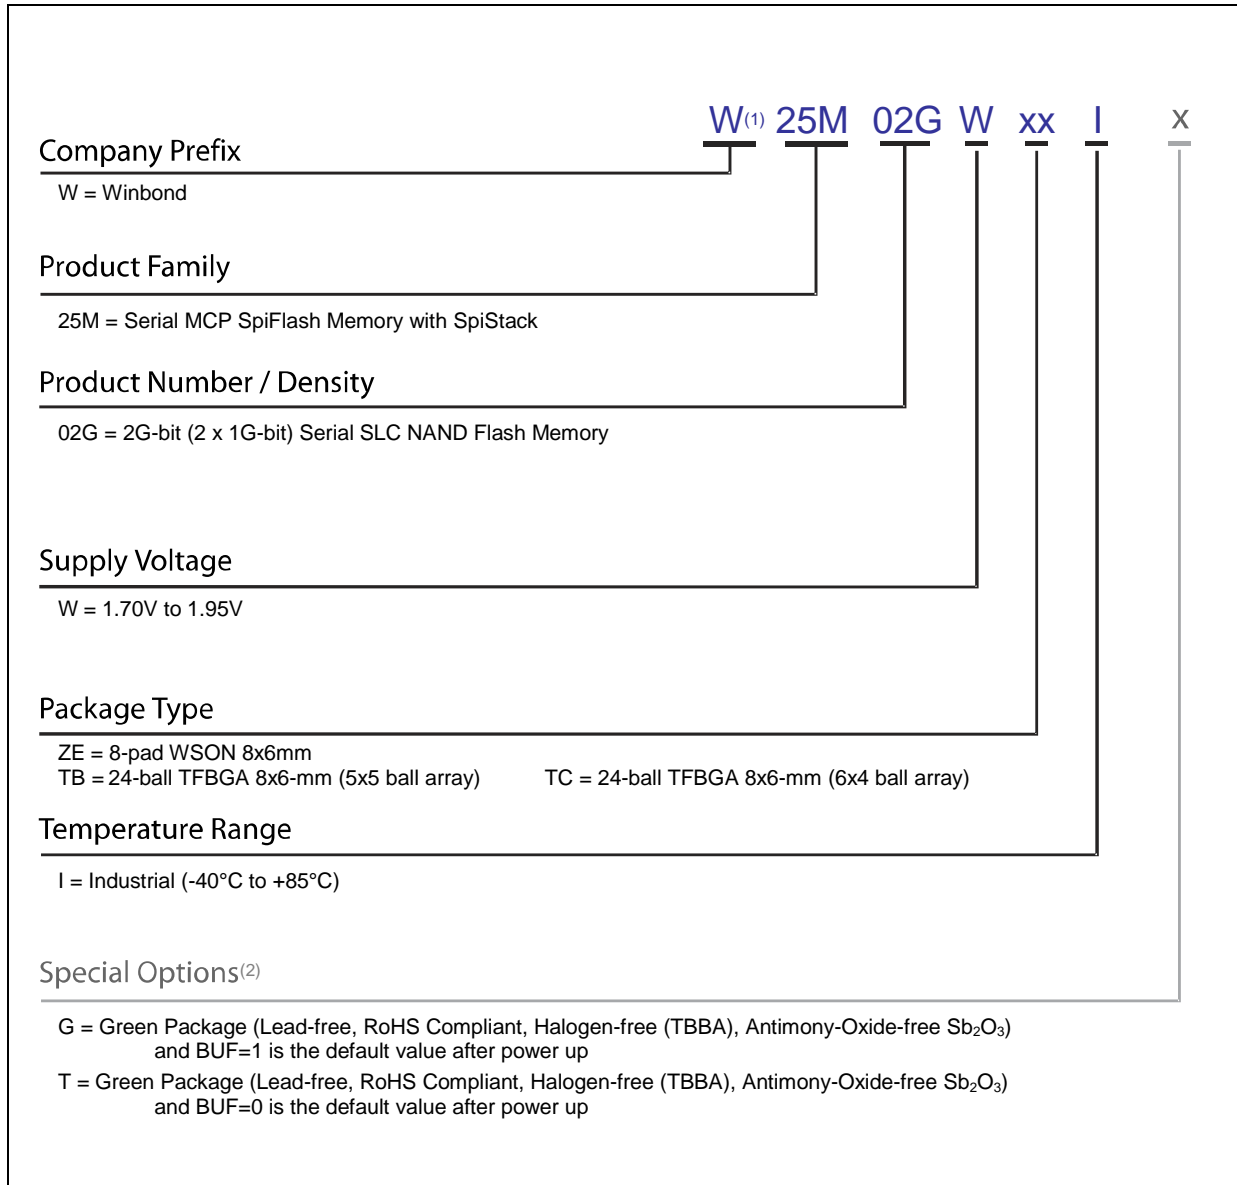 W(1) 25M 02G W xx I x
Company Prefix
W = Winbond
Product Family
25M = Serial MCP SpiFlash Memory with SpiStack
Product Number / Density
02G = 2G-bit (2 x 1G-bit) Serial SLC NAND Flash Memory
Supply Voltage
W = 1.70V to 1.95V
Package Type
ZE = 8-pad WSON 8x6mm
TB = 24-ball TFBGA 8x6-mm (5x5 ball array) TC = 24-ball TFBGA 8x6-mm (6x4 ball array)
Temperature Range
I = Industrial (-40°C to +85°C)
Special Options(2)
G = Green Package (Lead-free, RoHS Compliant, Halogen-free (TBBA), Antimony-Oxide-free Sb₂O₃)
and BUF=1 is the default value after power up
T = Green Package (Lead-free, RoHS Compliant, Halogen-free (TBBA), Antimony-Oxide-free Sb₂O₃)
and BUF=0 is the default value after power up